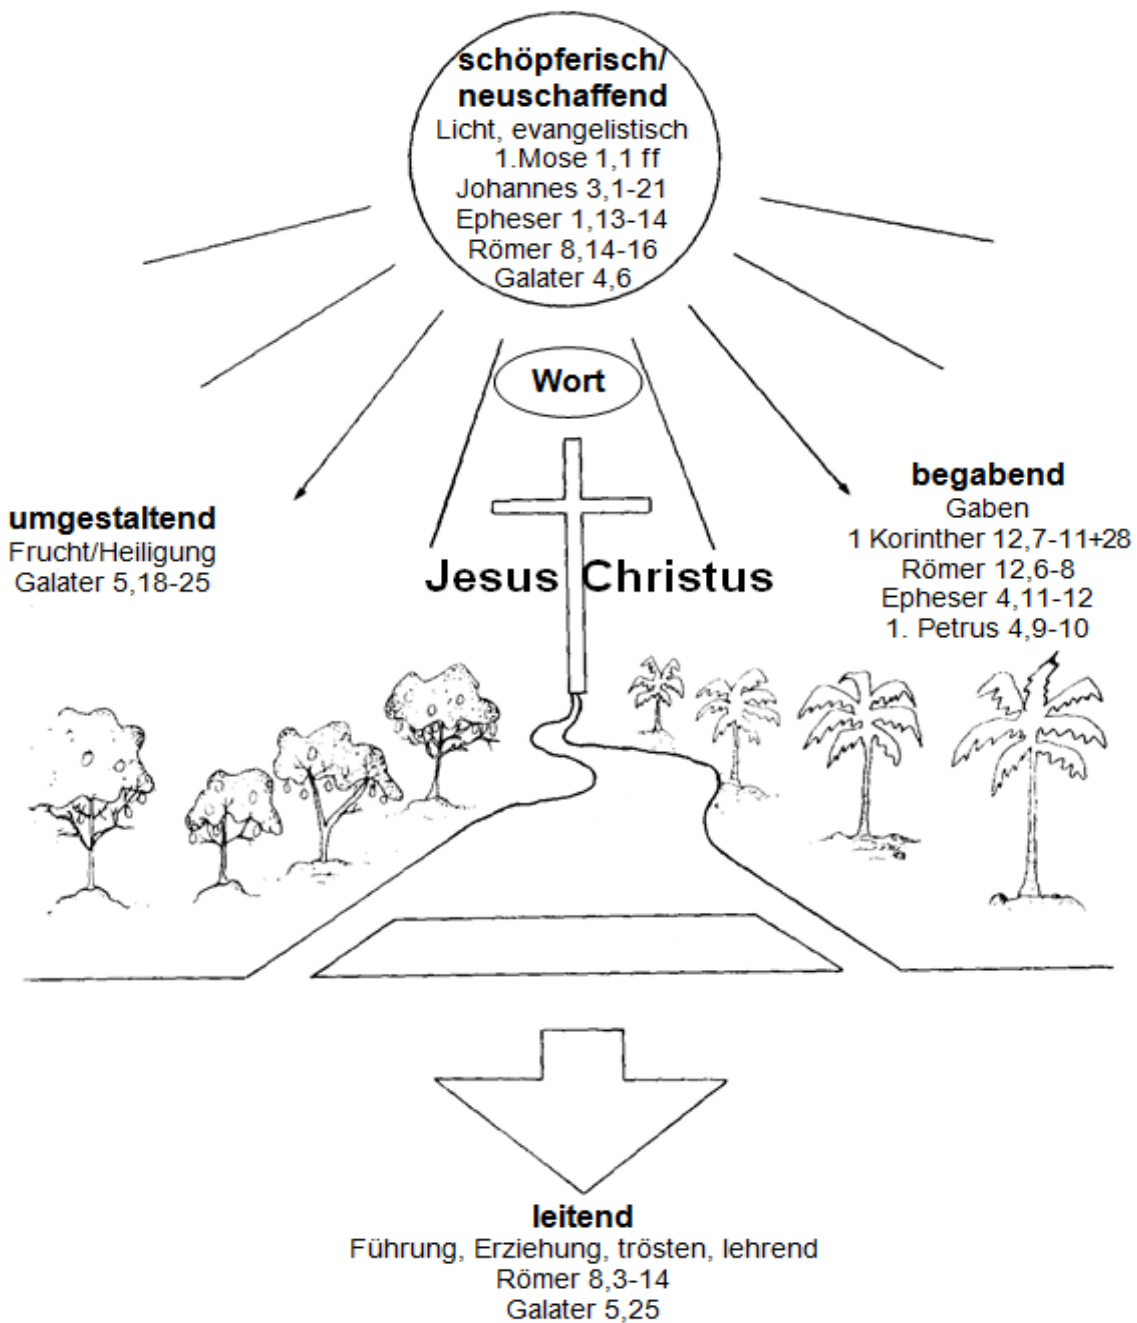 schöpferisch/
neuschaffend
Licht, evangelistisch
1.Mose 1,1 ff
Johannes 3,1-21
Epheser 1,13-14
Römer 8,14-16
Galater 4,6
Wort
umgestaltend
Frucht/Heiligung
Galater 5,18-25
Jesus Christus
begabend
Gaben
1 Korinther 12,7-11+28
Römer 12,6-8
Epheser 4,11-12
1. Petrus 4,9-10
leitend
Führung, Erziehung, trösten, lehrend
Römer 8,3-14
Galater 5,25